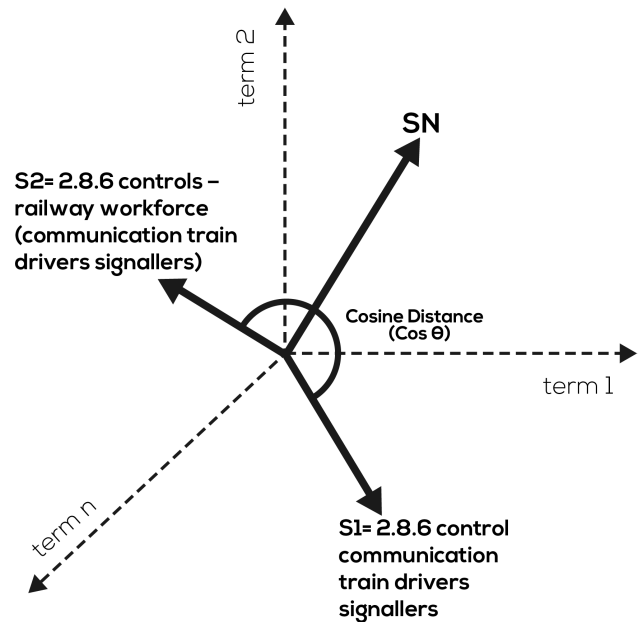 term 2
SN
S2= 2.8.6 controls –
railway workforce
(communication train
drivers signallers)
Cosine Distance
(Cos θ)
term 1
term n
S1= 2.8.6 control
communication
train drivers
signallers